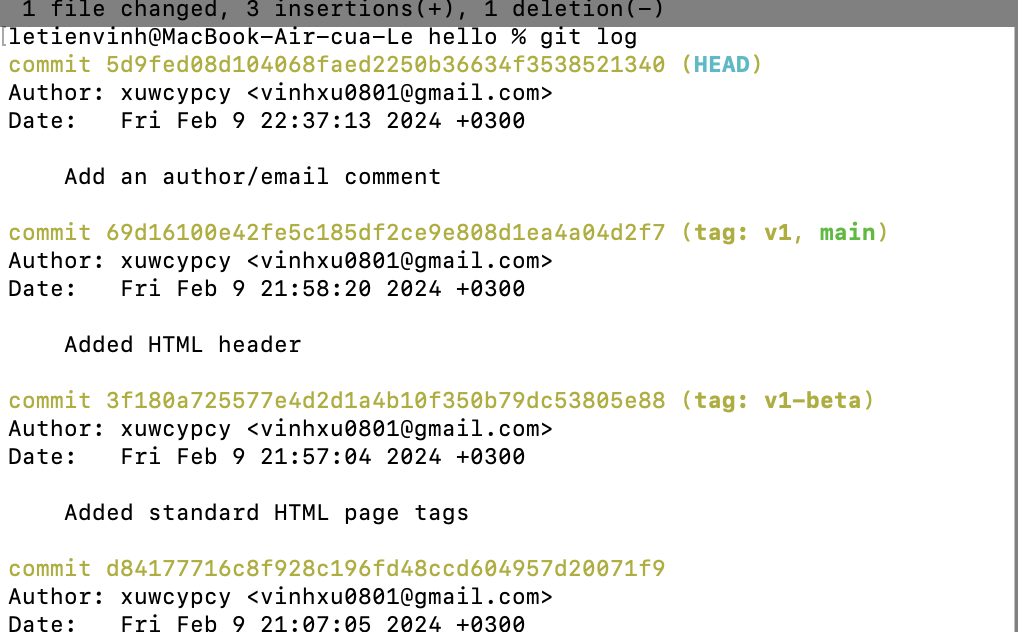 1 file changed, 3 insertions(+), 1 deletion(-)
[letienvinh@MacBook-Air-cua-Le hello % git log
commit 5d9fed08d104068faed2250b36634f3538521340 (HEAD)
Author: xuwcypcy <vinhxu0801@gmail.com>
Date:   Fri Feb 9 22:37:13 2024 +0300
Add an author/email comment
commit 69d16100e42fe5c185df2ce9e808d1ea4a04d2f7 (tag: v1, main)
Author: xuwcypcy <vinhxu0801@gmail.com>
Date:   Fri Feb 9 21:58:20 2024 +0300
Added HTML header
commit 3f180a725577e4d2d1a4b10f350b79dc53805e88 (tag: v1-beta)
Author: xuwcypcy <vinhxu0801@gmail.com>
Date:   Fri Feb 9 21:57:04 2024 +0300
Added standard HTML page tags
commit d84177716c8f928c196fd48ccd604957d20071f9
Author: xuwcypcy <vinhxu0801@gmail.com>
Date:   Fri Feb 9 21:07:05 2024 +0300